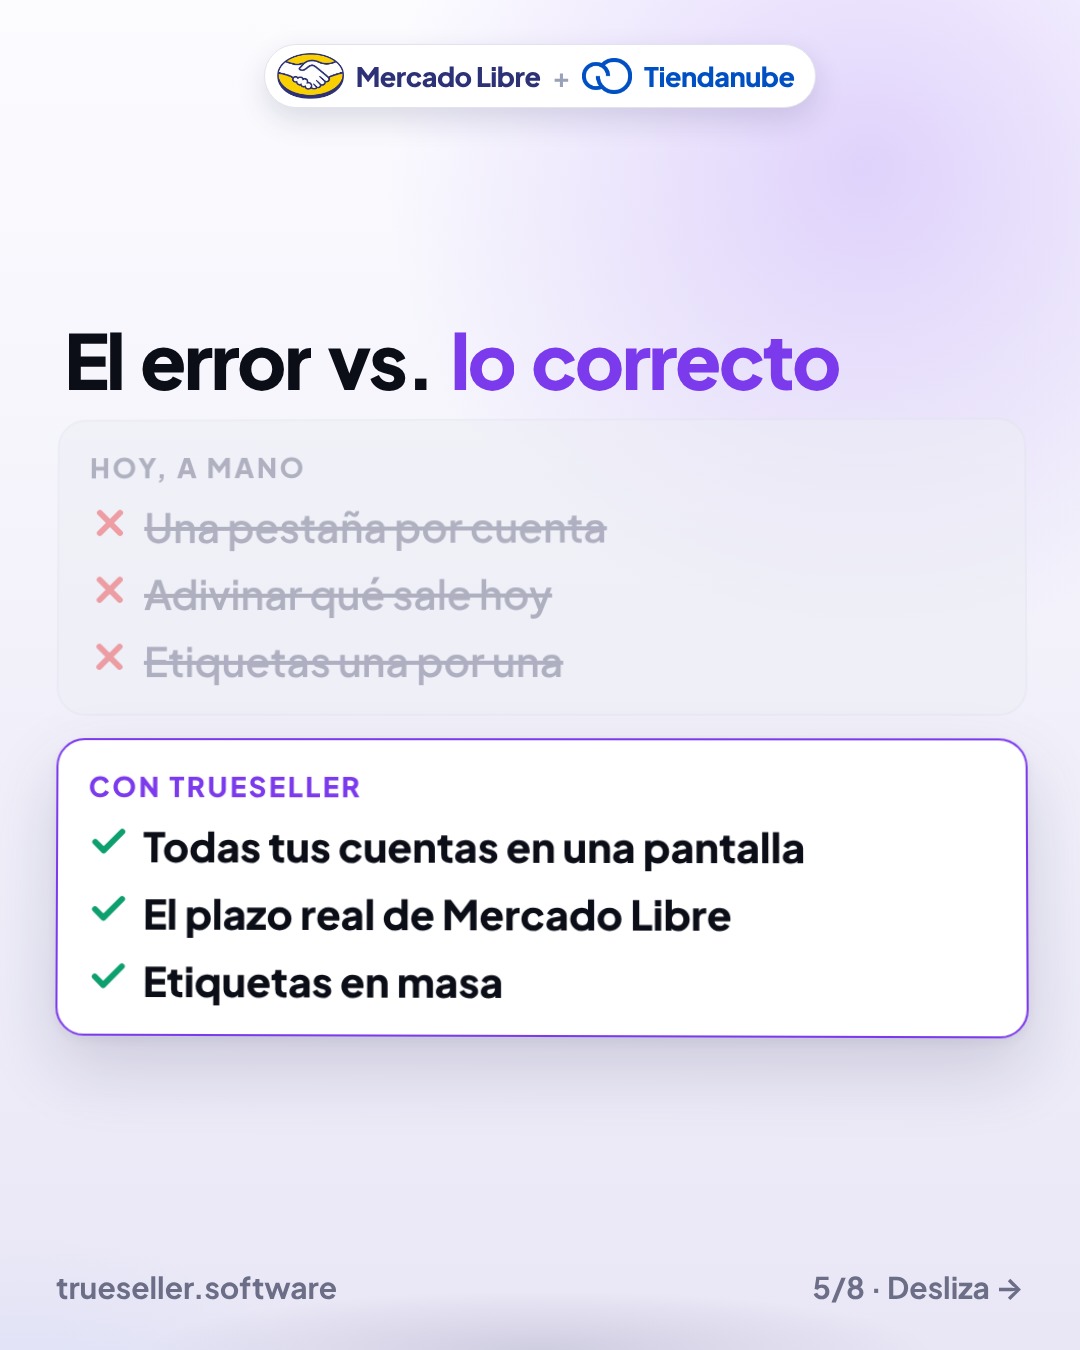 Mercado Libre + Tiendanube
El error vs. lo correcto
HOY, A MANO
Una pestaña por cuenta
Adivinar qué sale hoy
Etiquetas una por una
CON TRUESELLER
Todas tus cuentas en una pantalla
El plazo real de Mercado Libre
Etiquetas en masa
trueseller.software
5/8 · Desliza →